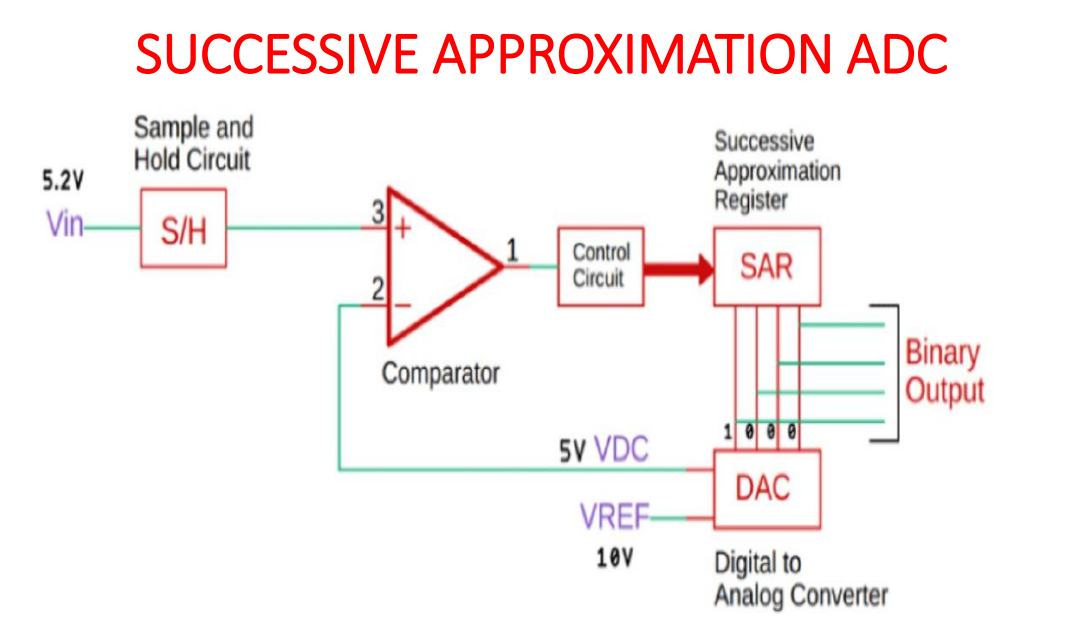 SUCCESSIVE APPROXIMATION ADC
Sample and
Hold Circuit
5.2V
Vin
S/H
3
+
2
−
1
Comparator
Control
Circuit
Successive
Approximation
Register
SAR
Binary
Output
1 0 0 0
5V VDC
DAC
VREF
10V
Digital to
Analog Converter